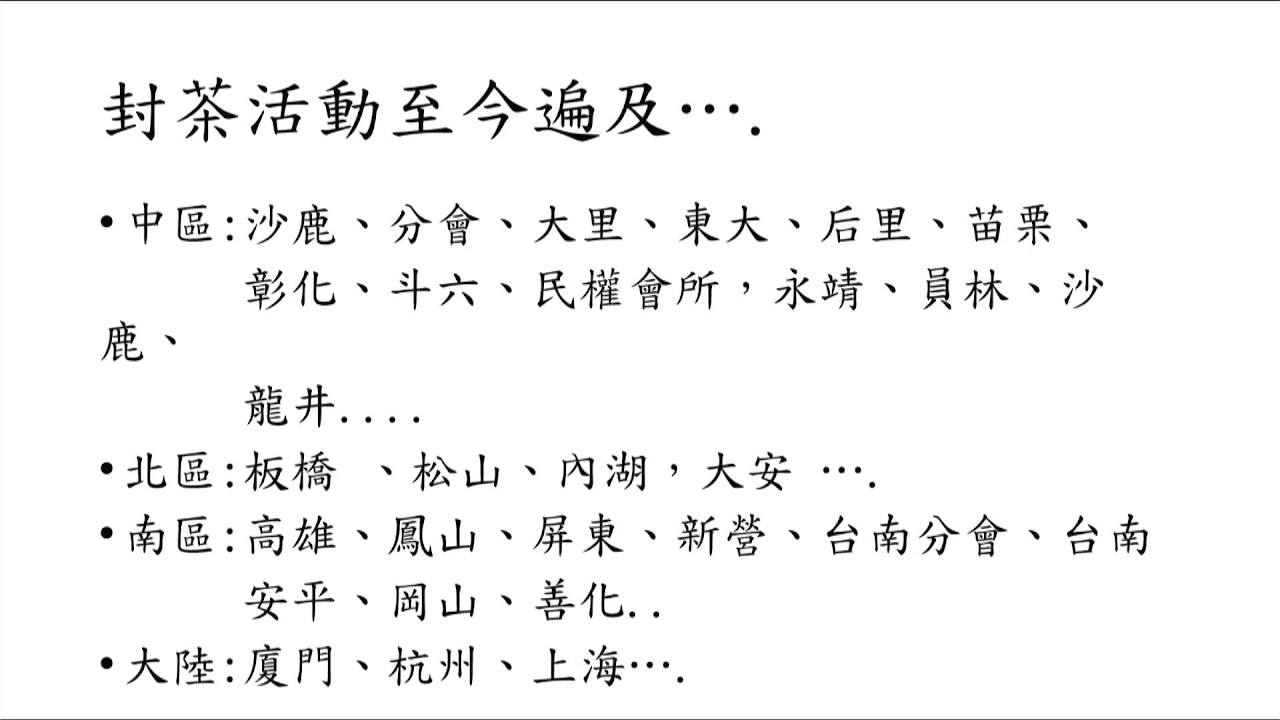 封茶活動至今遍及….
• 中區:沙鹿、分會、大里、東大、后里、苗栗、
彰化、斗六、民權會所，永靖、員林、沙
鹿、
龍井....
• 北區:板橋 、松山、內湖，大安 ….
• 南區:高雄、鳳山、屏東、新營、台南分會、台南
安平、岡山、善化..
• 大陸:廈門、杭州、上海….